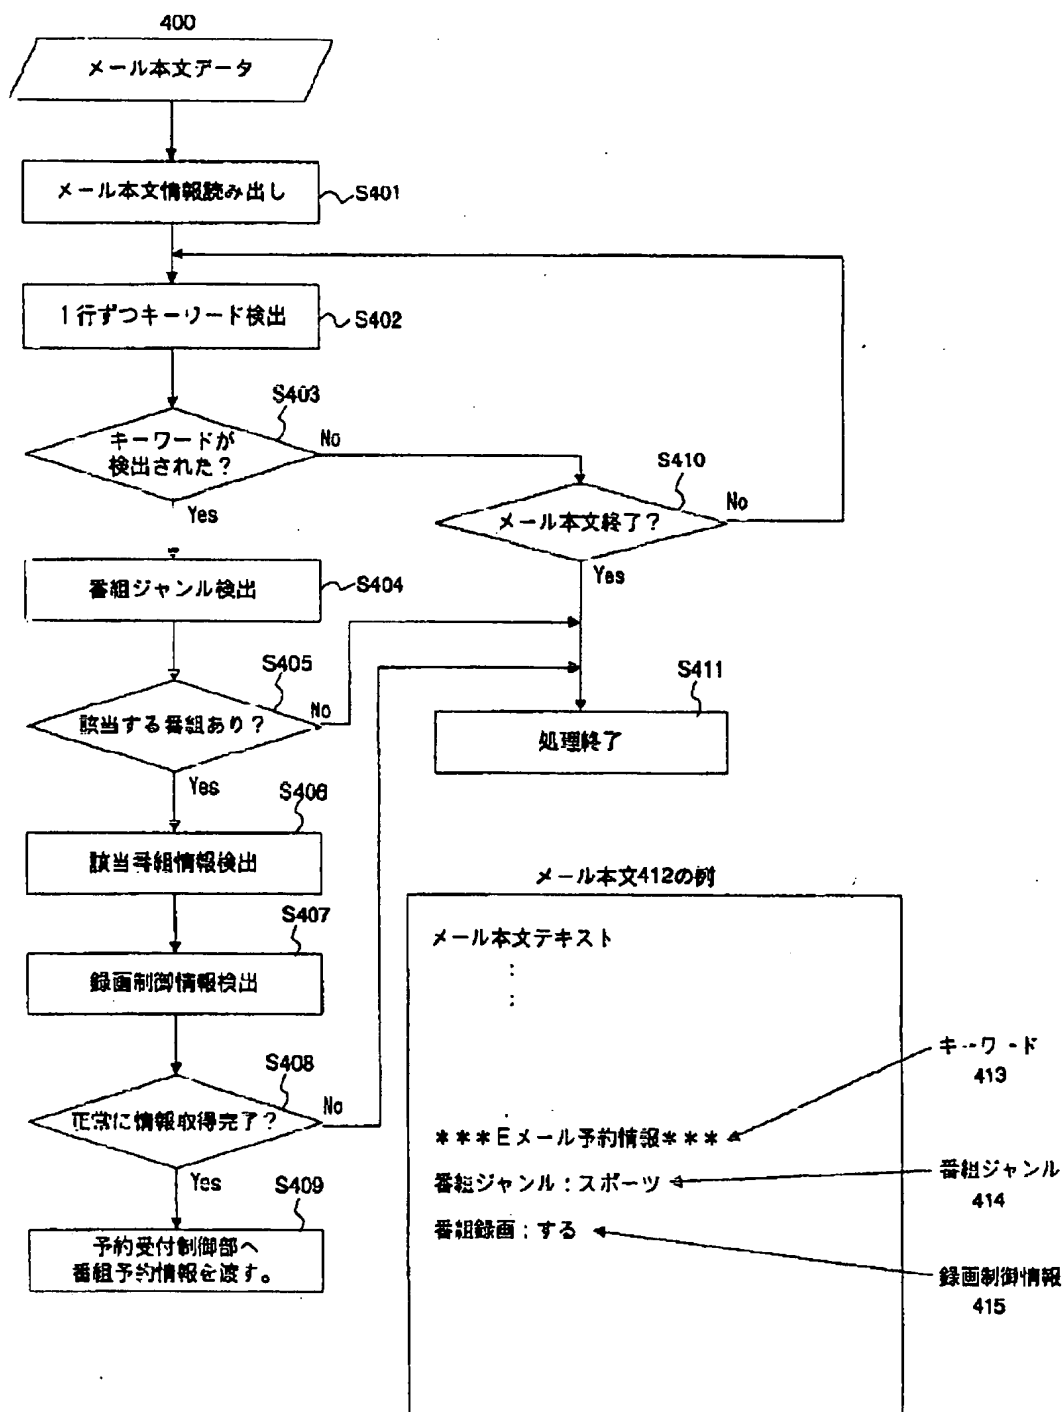 400
メール本文データ
メール本文情報読み出し
S401
1行ずつキーワード検出
S402
S403
キーワードが
検出された?
No
Yes
S410
メール本文終了?
No
Yes
番組ジャンル検出
S404
S405
該当する番組あり?
No
Yes
S411
処理終了
S406
該当番組情報検出
S407
録画制御情報検出
S408
正常に情報取得完了?
No
Yes
S409
予約受付制御部へ
番組予約情報を渡す。
メール本文412の例
メール本文テキスト
:
:
***Eメール予約情報***
番組ジャンル:スポーツ
番組録画:する
キーワード
413
番組ジャンル
414
録画制御情報
415